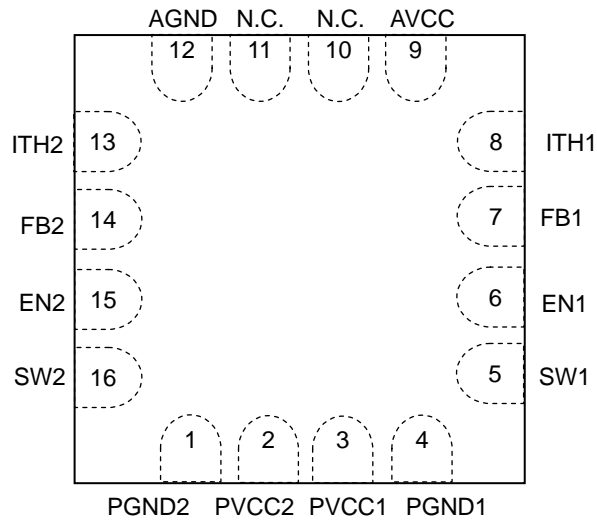 AGND N.C. N.C. AVCC
12 11 10 9
ITH2 13 8 ITH1
FB2 14 7 FB1
EN2 15 6 EN1
SW2 16 5 SW1
1 2 3 4
PGND2 PVCC2 PVCC1 PGND1